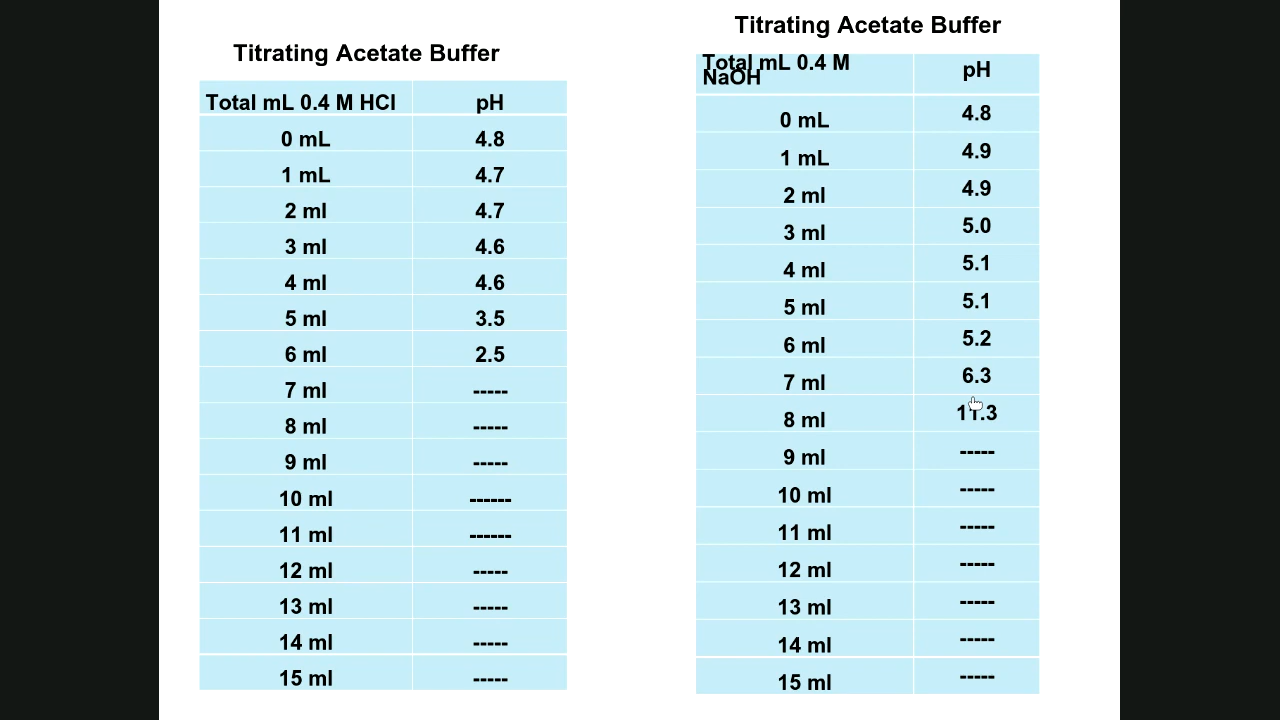 Titrating Acetate Buffer
Total mL 0.4 M HCl pH
0 mL 4.8
1 mL 4.7
2 ml 4.7
3 ml 4.6
4 ml 4.6
5 ml 3.5
6 ml 2.5
7 ml -----
8 ml -----
9 ml -----
10 ml ------
11 ml ------
12 ml -----
13 ml -----
14 ml -----
15 ml -----
Titrating Acetate Buffer
Total mL 0.4 M
NaOH pH
0 mL 4.8
1 mL 4.9
2 ml 4.9
3 ml 5.0
4 ml 5.1
5 ml 5.1
6 ml 5.2
7 ml 6.3
8 ml 11.3
9 ml -----
10 ml -----
11 ml -----
12 ml -----
13 ml -----
14 ml -----
15 ml -----